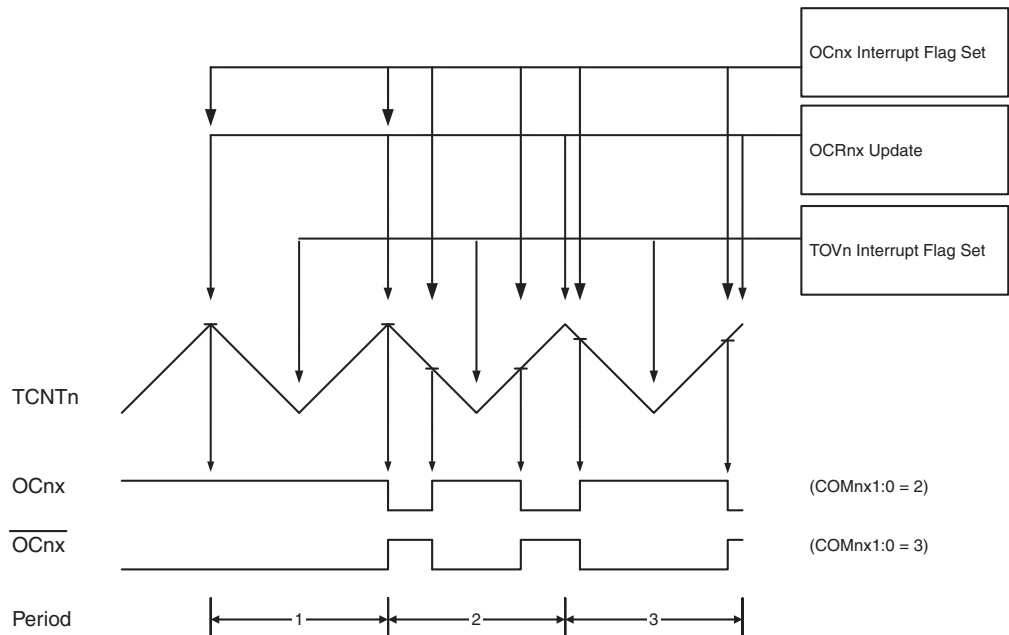 OCnx Interrupt Flag Set
OCRnx Update
TOVn Interrupt Flag Set
TCNTn
OCnx
(COMnx1:0 = 2)
OCnx
(COMnx1:0 = 3)
Period
1
2
3